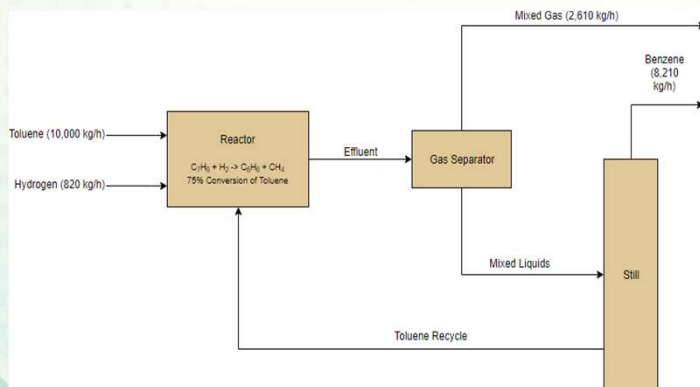 Mixed Gas (2,610 kg/h)
Benzene
(8,210
kg/h)
Toluene (10,000 kg/h)
Hydrogen (820 kg/h)
Reactor
C₇H₈ + H₂ -> C₆H₆ + CH₄
75% Conversion of Toluene
Effluent
Gas Separator
Mixed Liquids
Still
Toluene Recycle